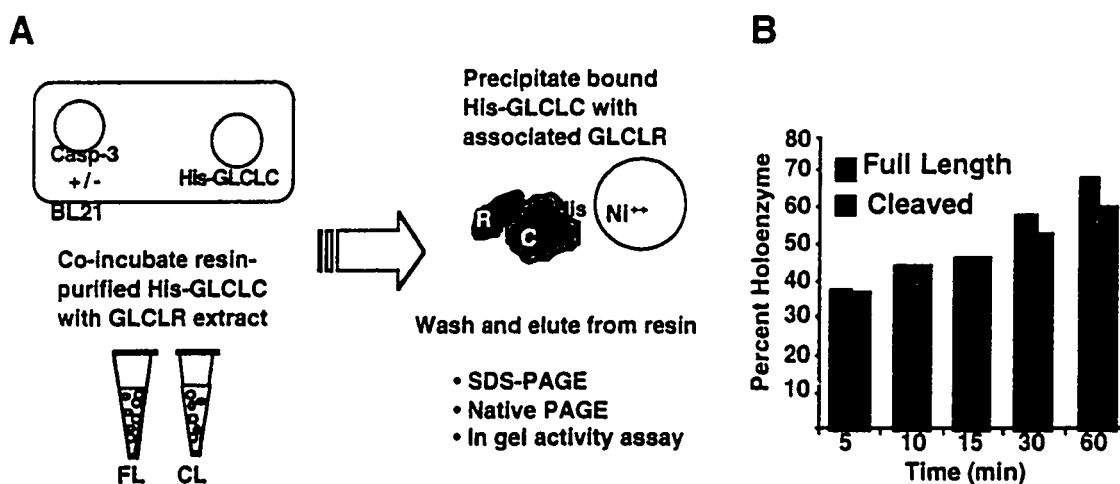 A
Casp-3
+/-
BL21
His-GLCLC
Co-incubate resin-
purified His-GLCLC
with GLCLR extract
FL
CL
Precipitate bound
His-GLCLC with
associated GLCLR
R
C
Ni++
Wash and elute from resin
• SDS-PAGE
• Native PAGE
• In gel activity assay
B
Percent Holoenzyme
80
70
60
50
40
30
20
10
Full Length
Cleaved
5
10
15
30
60
Time (min)